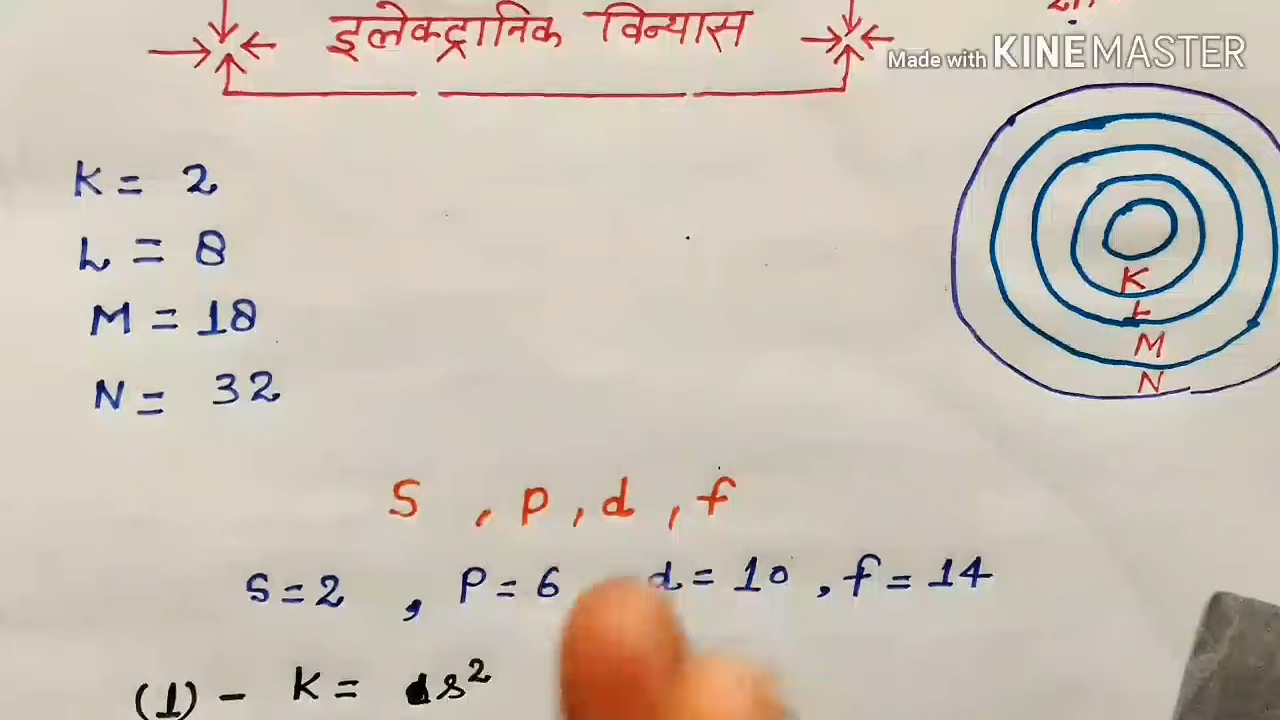 इलेक्ट्रानिक विन्यास
Made with KINEMASTER
K = 2
L = 8
M = 18
N = 32
K
L
M
N
S , P , d , f
S = 2 , P = 6 d = 10 , f = 14
(1) - K = 1s²